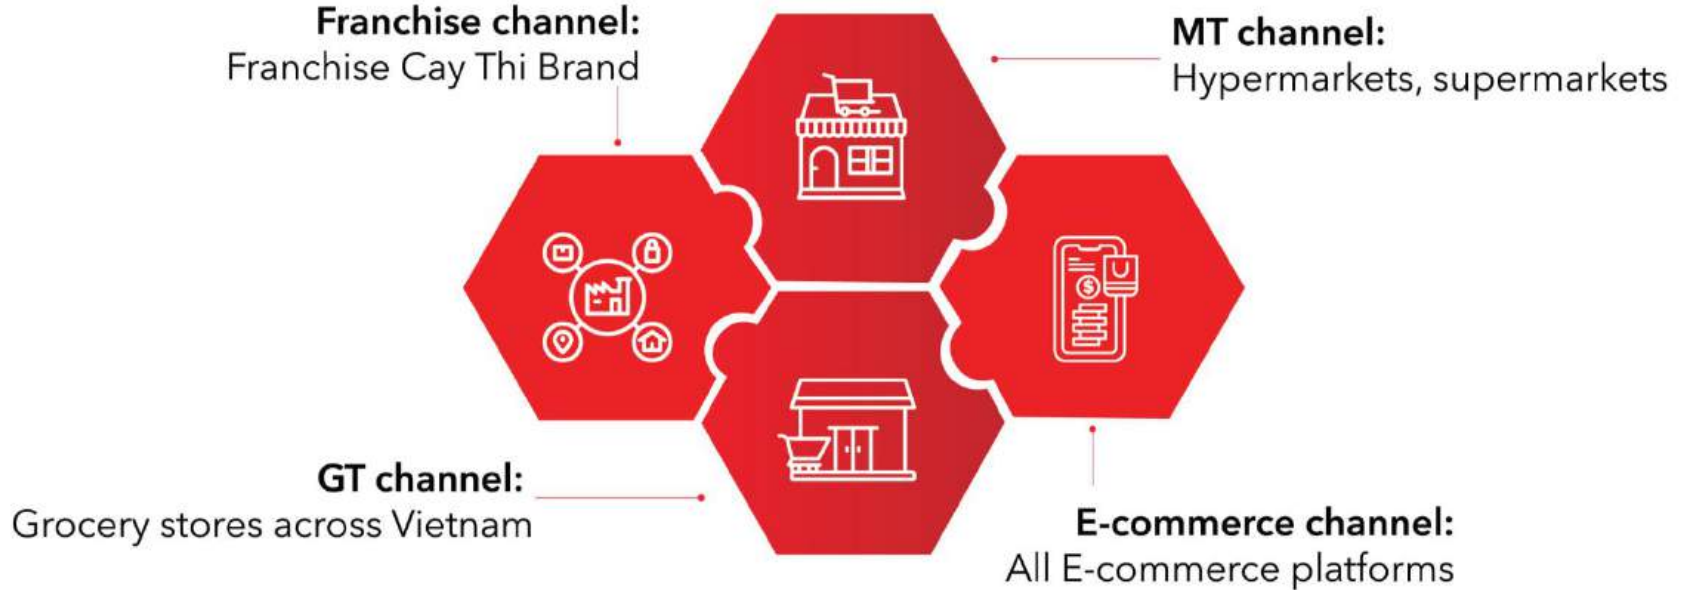 Franchise channel:
Franchise Cay Thi Brand
MT channel:
Hypermarkets, supermarkets
GT channel:
Grocery stores across Vietnam
E-commerce channel:
All E-commerce platforms
$